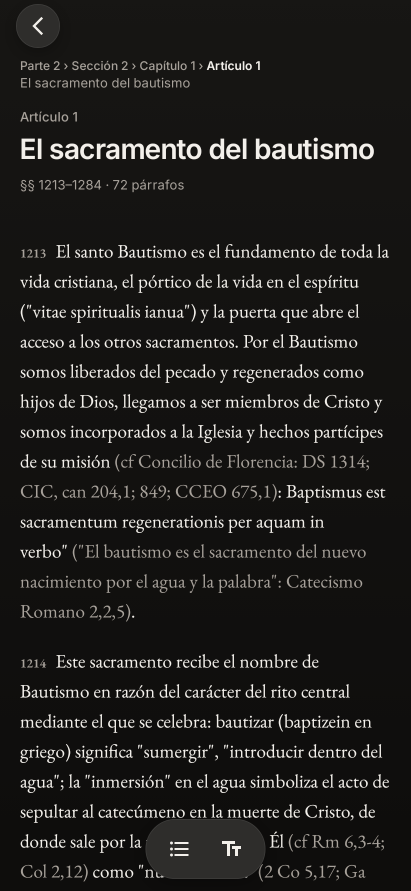 Parte 2 › Sección 2 › Capítulo 1 › Artículo 1
El sacramento del bautismo
Artículo 1
El sacramento del bautismo
§§ 1213–1284 · 72 párrafos
1213 El santo Bautismo es el fundamento de toda la
vida cristiana, el pórtico de la vida en el espíritu
("vitae spiritualis ianua") y la puerta que abre el
acceso a los otros sacramentos. Por el Bautismo
somos liberados del pecado y regenerados como
hijos de Dios, llegamos a ser miembros de Cristo y
somos incorporados a la Iglesia y hechos partícipes
de su misión (cf Concilio de Florencia: DS 1314;
CIC, can 204,1; 849; CCEO 675,1): Baptismus est
sacramentum regenerationis per aquam in
verbo" ("El bautismo es el sacramento del nuevo
nacimiento por el agua y la palabra": Catecismo
Romano 2,2,5).
1214 Este sacramento recibe el nombre de
Bautismo en razón del carácter del rito central
mediante el que se celebra: bautizar (baptizein en
griego) significa "sumergir", "introducir dentro del
agua"; la "inmersión" en el agua simboliza el acto de
sepultar al catecúmeno en la muerte de Cristo, de
donde sale por la Él (cf Rm 6,3-4;
Col 2,12) como (2 Co 5,17; Ga